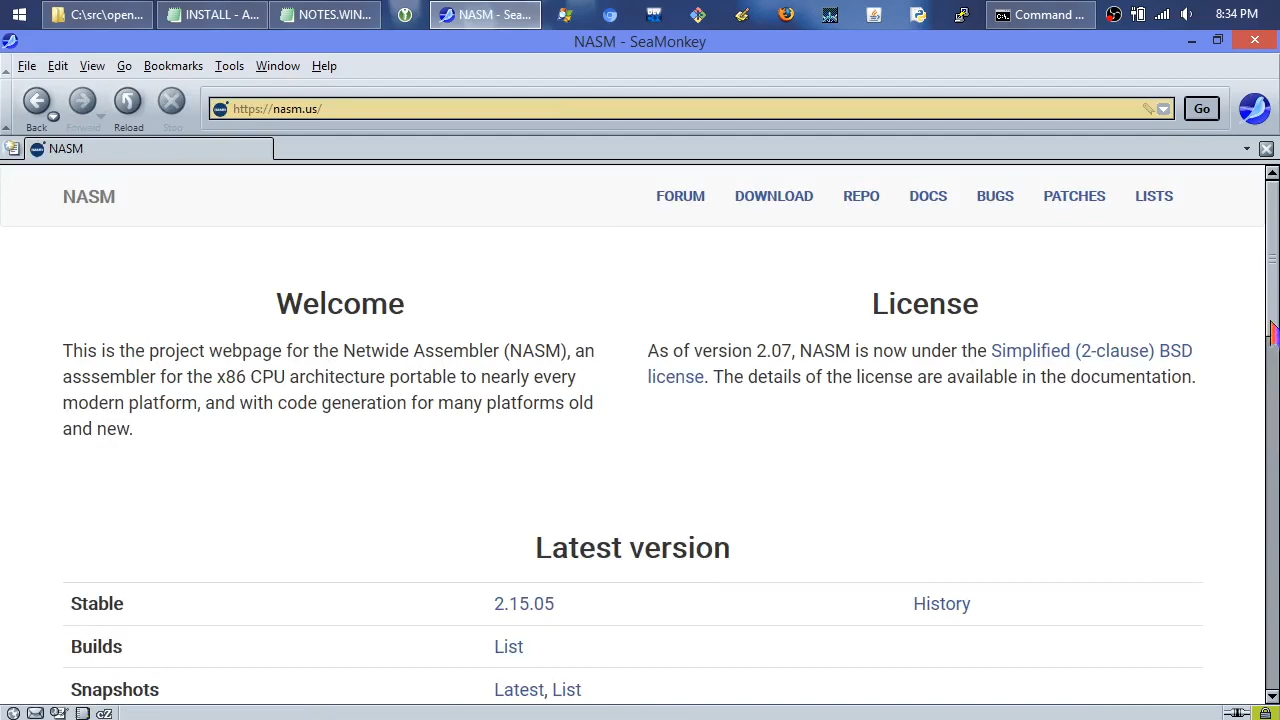 C:\src\open...
INSTALL - A...
NOTES.WIN...
NASM - Sea...
Command ...
8:34 PM
NASM - SeaMonkey
File Edit View Go Bookmarks Tools Window Help
Back Forward Reload Stop
https://nasm.us/
Go
NASM
NASM
FORUM DOWNLOAD REPO DOCS BUGS PATCHES LISTS
Welcome
This is the project webpage for the Netwide Assembler (NASM), an
asssembler for the x86 CPU architecture portable to nearly every
modern platform, and with code generation for many platforms old
and new.
License
As of version 2.07, NASM is now under the Simplified (2-clause) BSD
license. The details of the license are available in the documentation.
Latest version
Stable 2.15.05 History
Builds List
Snapshots Latest, List